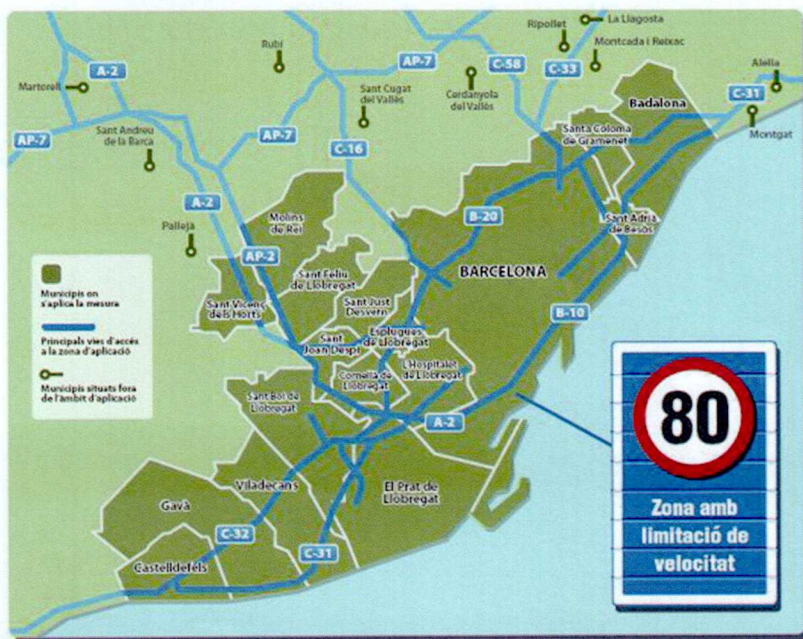 La Llagosta
Ripollet
Montcada i Reixac
Rubí
AP-7
C-58
C-33
Alella
A-2
Martorell
Sant Cugat
del Vallès
Cerdanyola
del Vallès
Badalona
C-31
Montgat
AP-7
Sant Andreu
de la Barca
AP-7
C-16
Santa Coloma
de Gramenet
A-2
Molins
de Rei
B-20
Sant Adrià
de Besòs
Pallejà
AP-2
Sant Feliu
de Llobregat
BARCELONA
Sant Vicenç
dels Horts
Sant Just
Desvern
B-10
Sant
Joan Despí
Esplugues
de Llobregat
Cornellà de
Llobregat
L'Hospitalet
de Llobregat
Sant Boi de
Llobregat
A-2
Viladecans
El Prat de
Llobregat
Gavà
C-32
C-31
Castelldefels
Municipis on
s'aplica la mesura
Principals vies d'accés
a la zona d'aplicació
Municipis situats fora
de l'àmbit d'aplicació
80
Zona amb
limitació de
velocitat